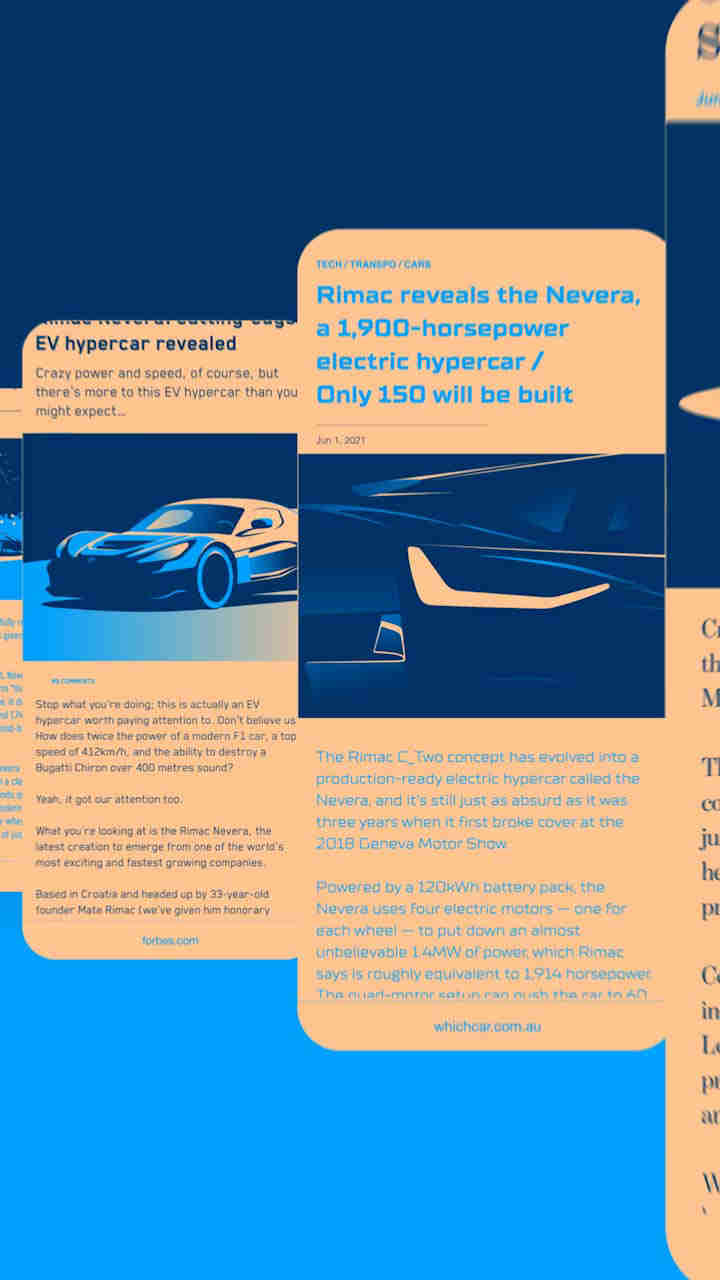 EV hypercar revealed
Crazy power and speed, of course, but
there's more to this EV hypercar than you
might expect...
Stop what you're doing; this is actually an EV
hypercar worth paying attention to. Don't believe us
How does twice the power of a modern F1 car, a top
speed of 412km/h, and the ability to destroy a
Bugatti Chiron over 400 metres sound?
Yeah, it got our attention too.
What you're looking at is the Rimac Nevera, the
latest creation to emerge from one of the world's
most exciting and fastest growing companies.
Based in Croatia and headed up by 33-year-old
founder Mate Rimac (we've given him honorary
forbes.com
TECH / TRANSPO / CARS
Rimac reveals the Nevera,
a 1,900-horsepower
electric hypercar /
Only 150 will be built
Jun 1, 2021
The Rimac C_Two concept has evolved into a
production-ready electric hypercar called the
Nevera, and it's still just as absurd as it was
three years when it first broke cover at the
2018 Geneva Motor Show.
Powered by a 120kWh battery pack, the
Nevera uses four electric motors — one for
each wheel — to put down an almost
unbelievable 1.4MW of power, which Rimac
says is roughly equivalent to 1,914 horsepower.
The quad-motor setup can push the car to 60
whichcar.com.au